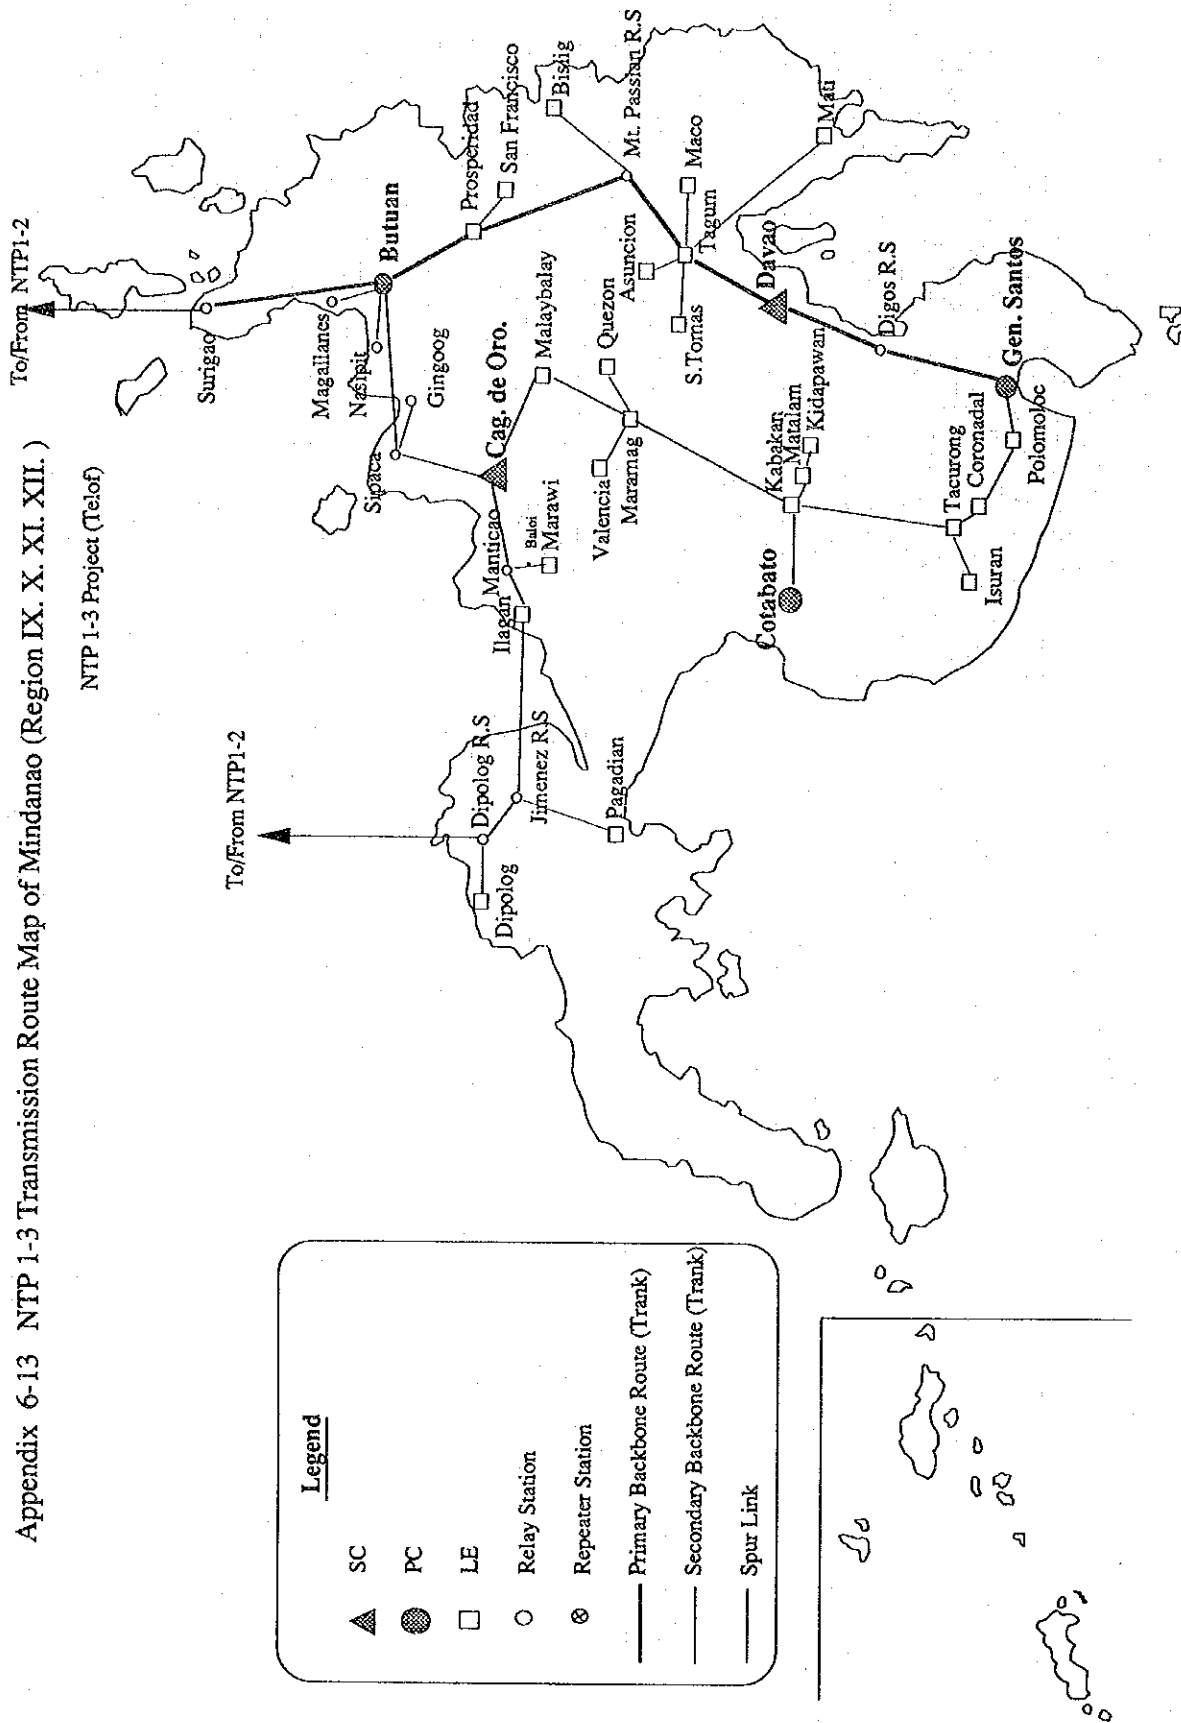 Appendix 6-13 NTP 1-3 Transmission Route Map of Mindanao (Region IX. X. XI. XII.)
NTP 1-3 Project (Telof)
To/From NTP1-2
To/From NTP1-2
Surigao
Magallanes
Nasipit
Butuan
Gingoog
Sipaca
Prosperidad
San Francisco
Cag. de Oro.
Manticao
Baloi
Marawi
Ilagan
Malaybalay
Bislig
Dipolog R.S
Dipolog
Jimenez R.S
Pagadian
Mt. Passian R.S
Quezon
Valencia
Maramag
Asuncion
Maco
Tagum
S.Tomas
Mati
Davao
Kabakan
Matalam
Kidapawan
Cotabato
Digos R.S
Gen. Santos
Tacurong
Coronadal
Polomoloc
Isuran
Legend
SC
PC
LE
Relay Station
Repeater Station
Primary Backbone Route (Trank)
Secondary Backbone Route (Trank)
Spur Link